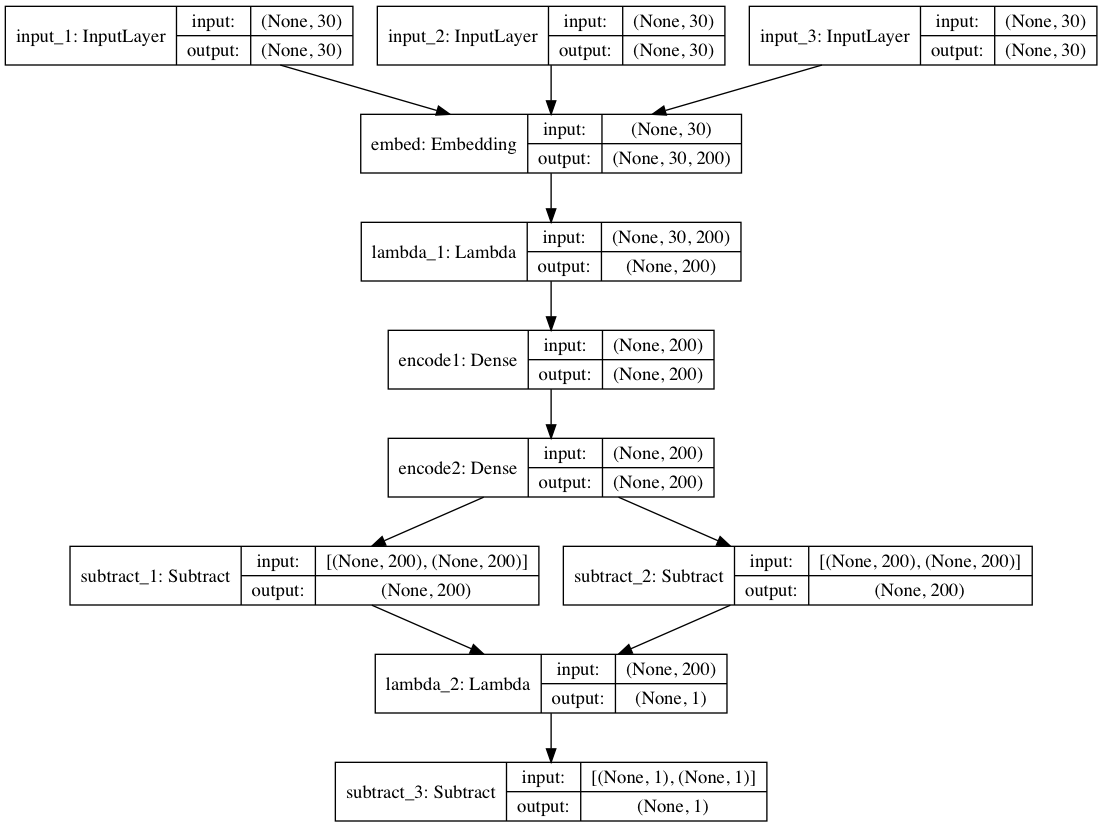 input_1: InputLayer input: (None, 30) output: (None, 30)
input_2: InputLayer input: (None, 30) output: (None, 30)
input_3: InputLayer input: (None, 30) output: (None, 30)
embed: Embedding input: (None, 30) output: (None, 30, 200)
lambda_1: Lambda input: (None, 30, 200) output: (None, 200)
encode1: Dense input: (None, 200) output: (None, 200)
encode2: Dense input: (None, 200) output: (None, 200)
subtract_1: Subtract input: [(None, 200), (None, 200)] output: (None, 200)
subtract_2: Subtract input: [(None, 200), (None, 200)] output: (None, 200)
lambda_2: Lambda input: (None, 200) output: (None, 1)
subtract_3: Subtract input: [(None, 1), (None, 1)] output: (None, 1)